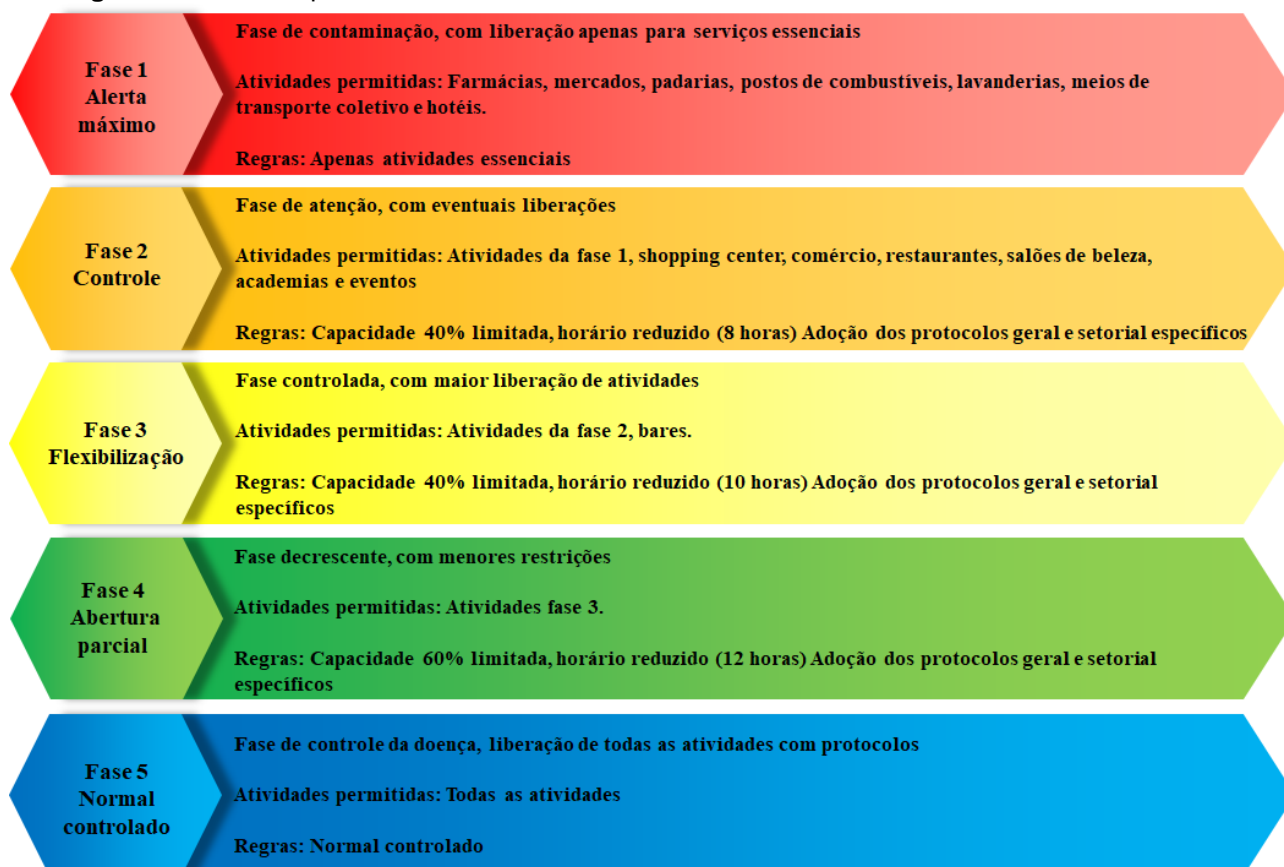 Fase 1
Alerta
máximo
Fase de contaminação, com liberação apenas para serviços essenciais
Atividades permitidas: Farmácias, mercados, padarias, postos de combustíveis, lavanderias, meios de
transporte coletivo e hotéis.
Regras: Apenas atividades essenciais
Fase 2
Controle
Fase de atenção, com eventuais liberações
Atividades permitidas: Atividades da fase 1, shopping center, comércio, restaurantes, salões de beleza,
academias e eventos
Regras: Capacidade 40% limitada, horário reduzido (8 horas) Adoção dos protocolos geral e setorial específicos
Fase 3
Flexibilização
Fase controlada, com maior liberação de atividades
Atividades permitidas: Atividades da fase 2, bares.
Regras: Capacidade 40% limitada, horário reduzido (10 horas) Adoção dos protocolos geral e setorial
específicos
Fase 4
Abertura
parcial
Fase decrescente, com menores restrições
Atividades permitidas: Atividades fase 3.
Regras: Capacidade 60% limitada, horário reduzido (12 horas) Adoção dos protocolos geral e setorial
específicos
Fase 5
Normal
controlado
Fase de controle da doença, liberação de todas as atividades com protocolos
Atividades permitidas: Todas as atividades
Regras: Normal controlado